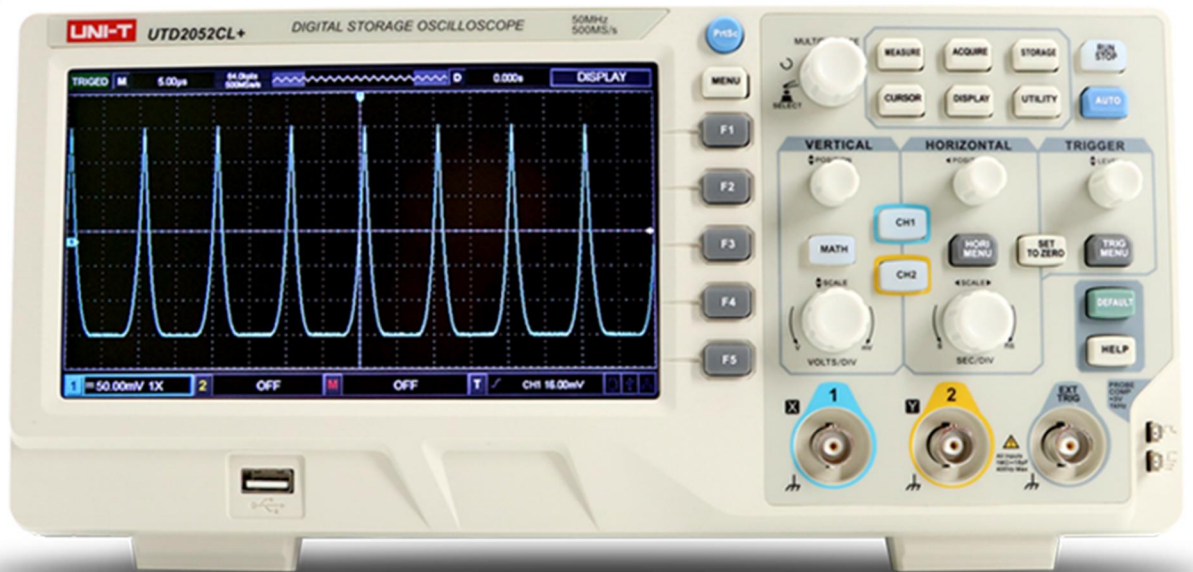 UNI-T UTD2052CL+ DIGITAL STORAGE OSCILLOSCOPE 50MHz
500MS/s
PrtSc
TRIGED M 5.00μs 500MS/s D 0.000s DISPLAY
MENU
F1
F2
F3
F4
F5
1 50.00mV 1X 2 OFF M OFF T CH1 16.00mV
SELECT
MEASURE ACQUIRE STORAGE RUN
STOP
CURSOR DISPLAY UTILITY AUTO
VERTICAL HORIZONTAL TRIGGER
CH1
MATH HORI
MENU SET
TO ZERO TRIG
MENU
CH2
SCALE SCALE
DEFAULT
VOLTS/DIV SEC/DIV
HELP
X 1 Y 2 EXT
TRIG
PROBE
COMP